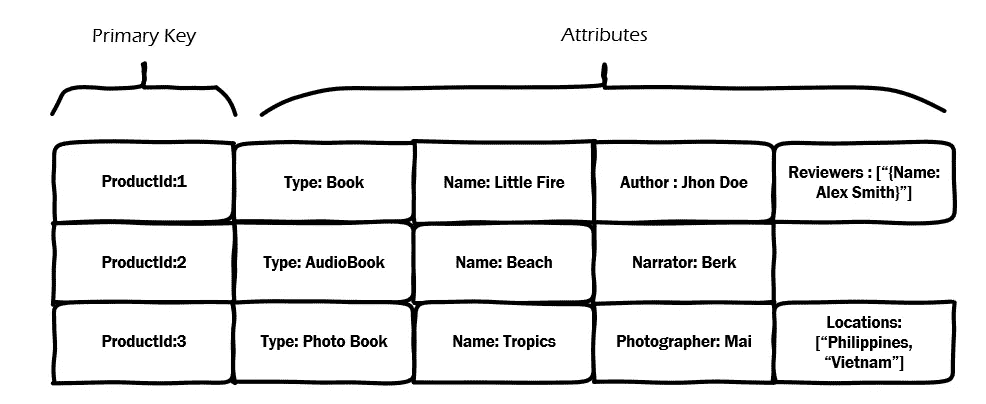 Primary Key
Attributes
ProductId:1
Type: Book
Name: Little Fire
Author : Jhon Doe
Reviewers : [“{Name:
Alex Smith}”]
ProductId:2
Type: AudioBook
Name: Beach
Narrator: Berk
ProductId:3
Type: Photo Book
Name: Tropics
Photographer: Mai
Locations:
[“Philippines,
“Vietnam”]